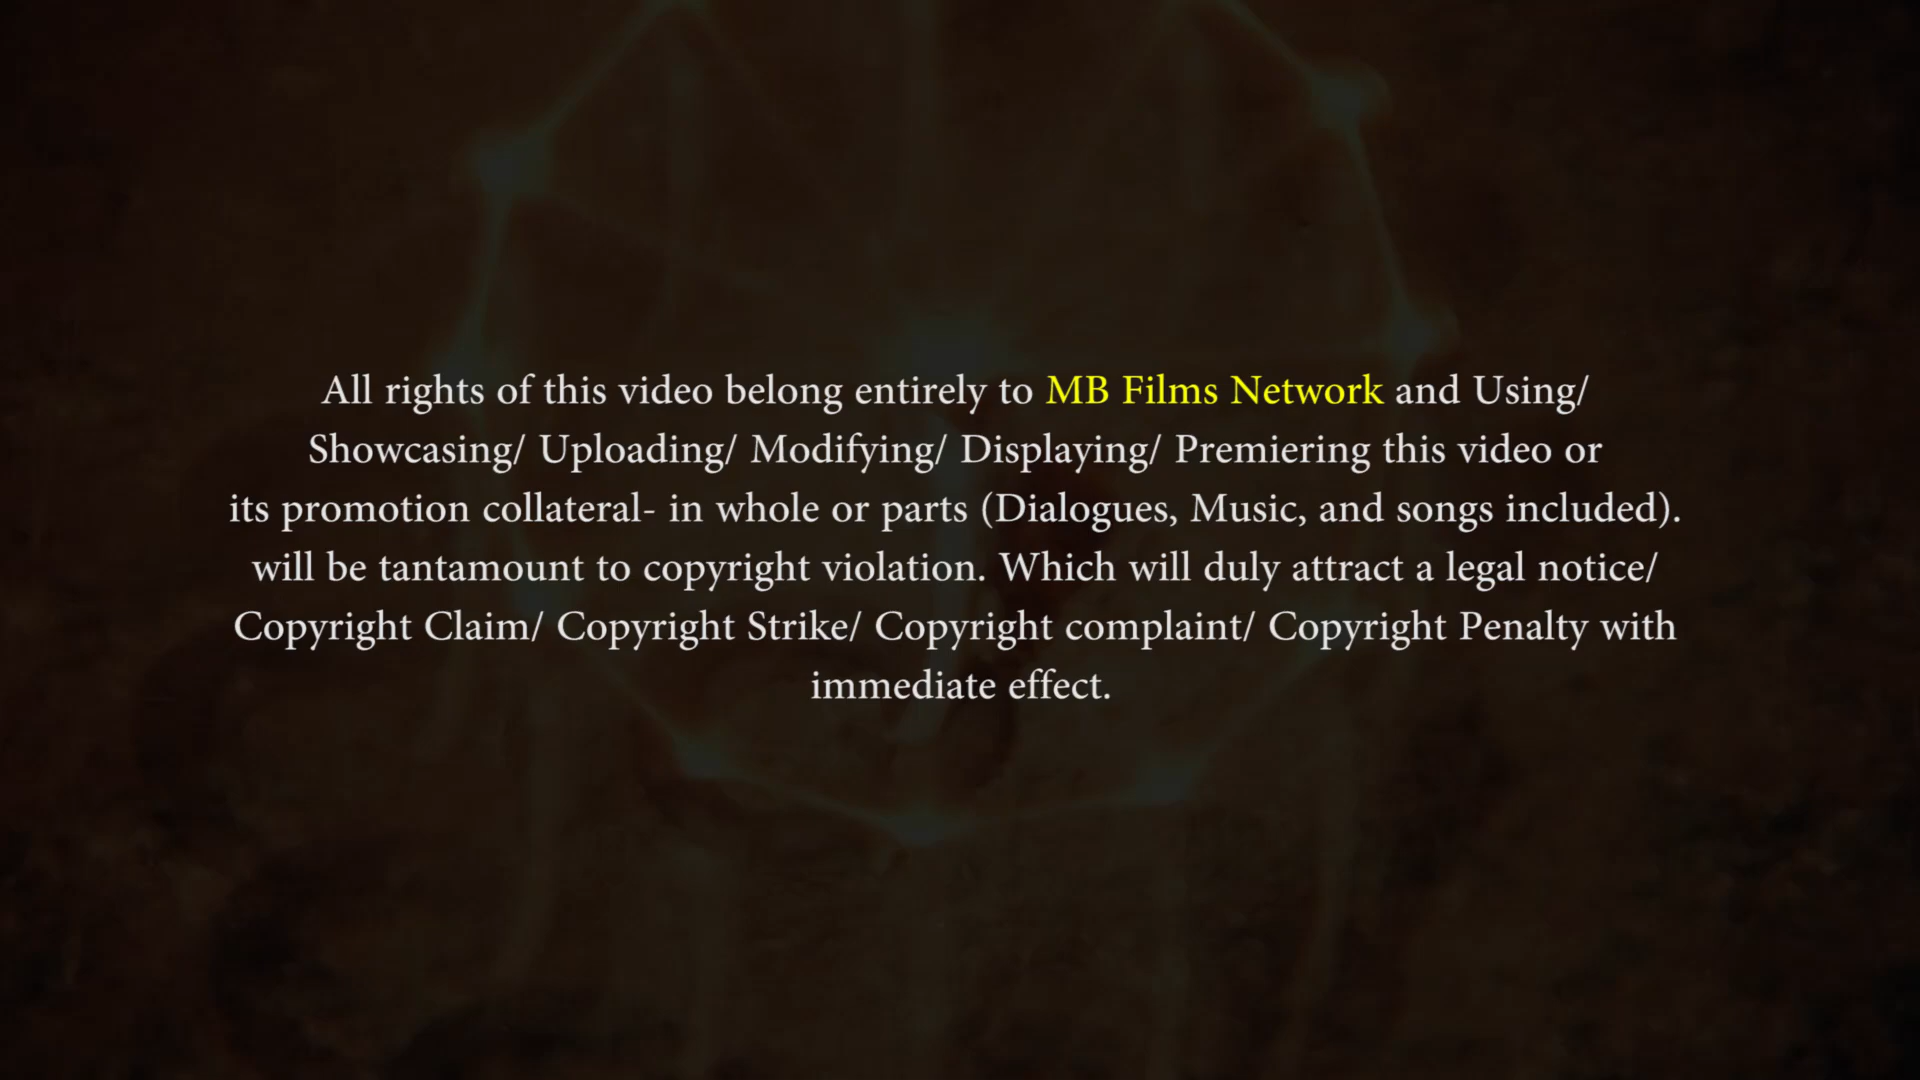 All rights of this video belong entirely to MB Films Network and Using/
Showcasing/ Uploading/ Modifying/ Displaying/ Premiering this video or
its promotion collateral- in whole or parts (Dialogues, Music, and songs included).
will be tantamount to copyright violation. Which will duly attract a legal notice/
Copyright Claim/ Copyright Strike/ Copyright complaint/ Copyright Penalty with
immediate effect.